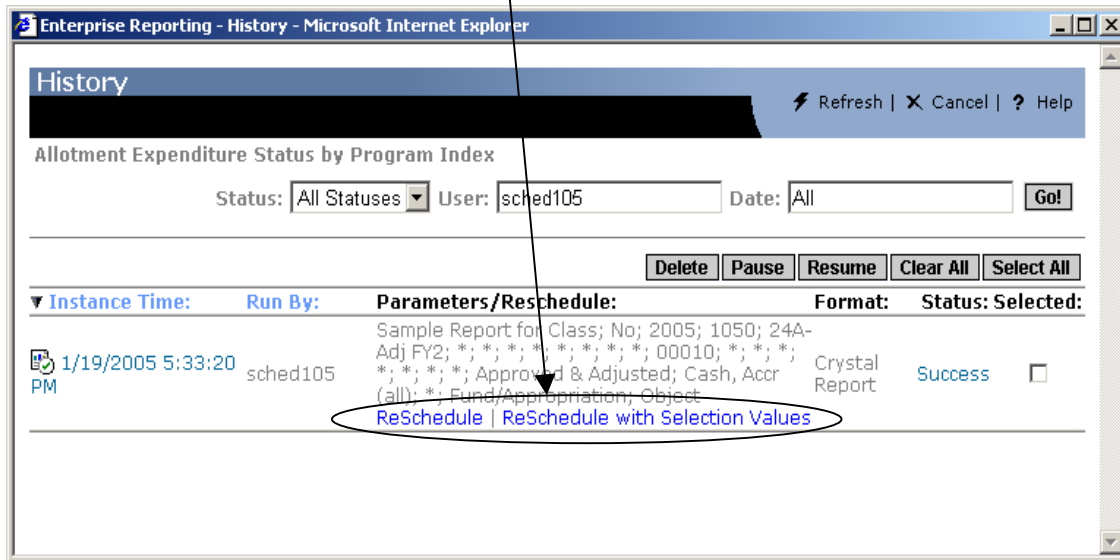 Enterprise Reporting - History - Microsoft Internet Explorer
History
Refresh | X Cancel | ? Help
Allotment Expenditure Status by Program Index
Status: All Statuses User: sched105 Date: All Go!
Delete Pause Resume Clear All Select All
Instance Time: Run By: Parameters/Reschedule: Format: Status: Selected:
Sample Report for Class; No; 2005; 1050; 24A-
Adj FY2; *; *; *; *; *; *; *; *; 00010; *; *; *;
*; *; *; *; Approved & Adjusted; Cash, Accr
(all); *; Fund/Appropriation; Object
1/19/2005 5:33:20
PM
sched105
Crystal
Report
Success
ReSchedule | ReSchedule with Selection Values